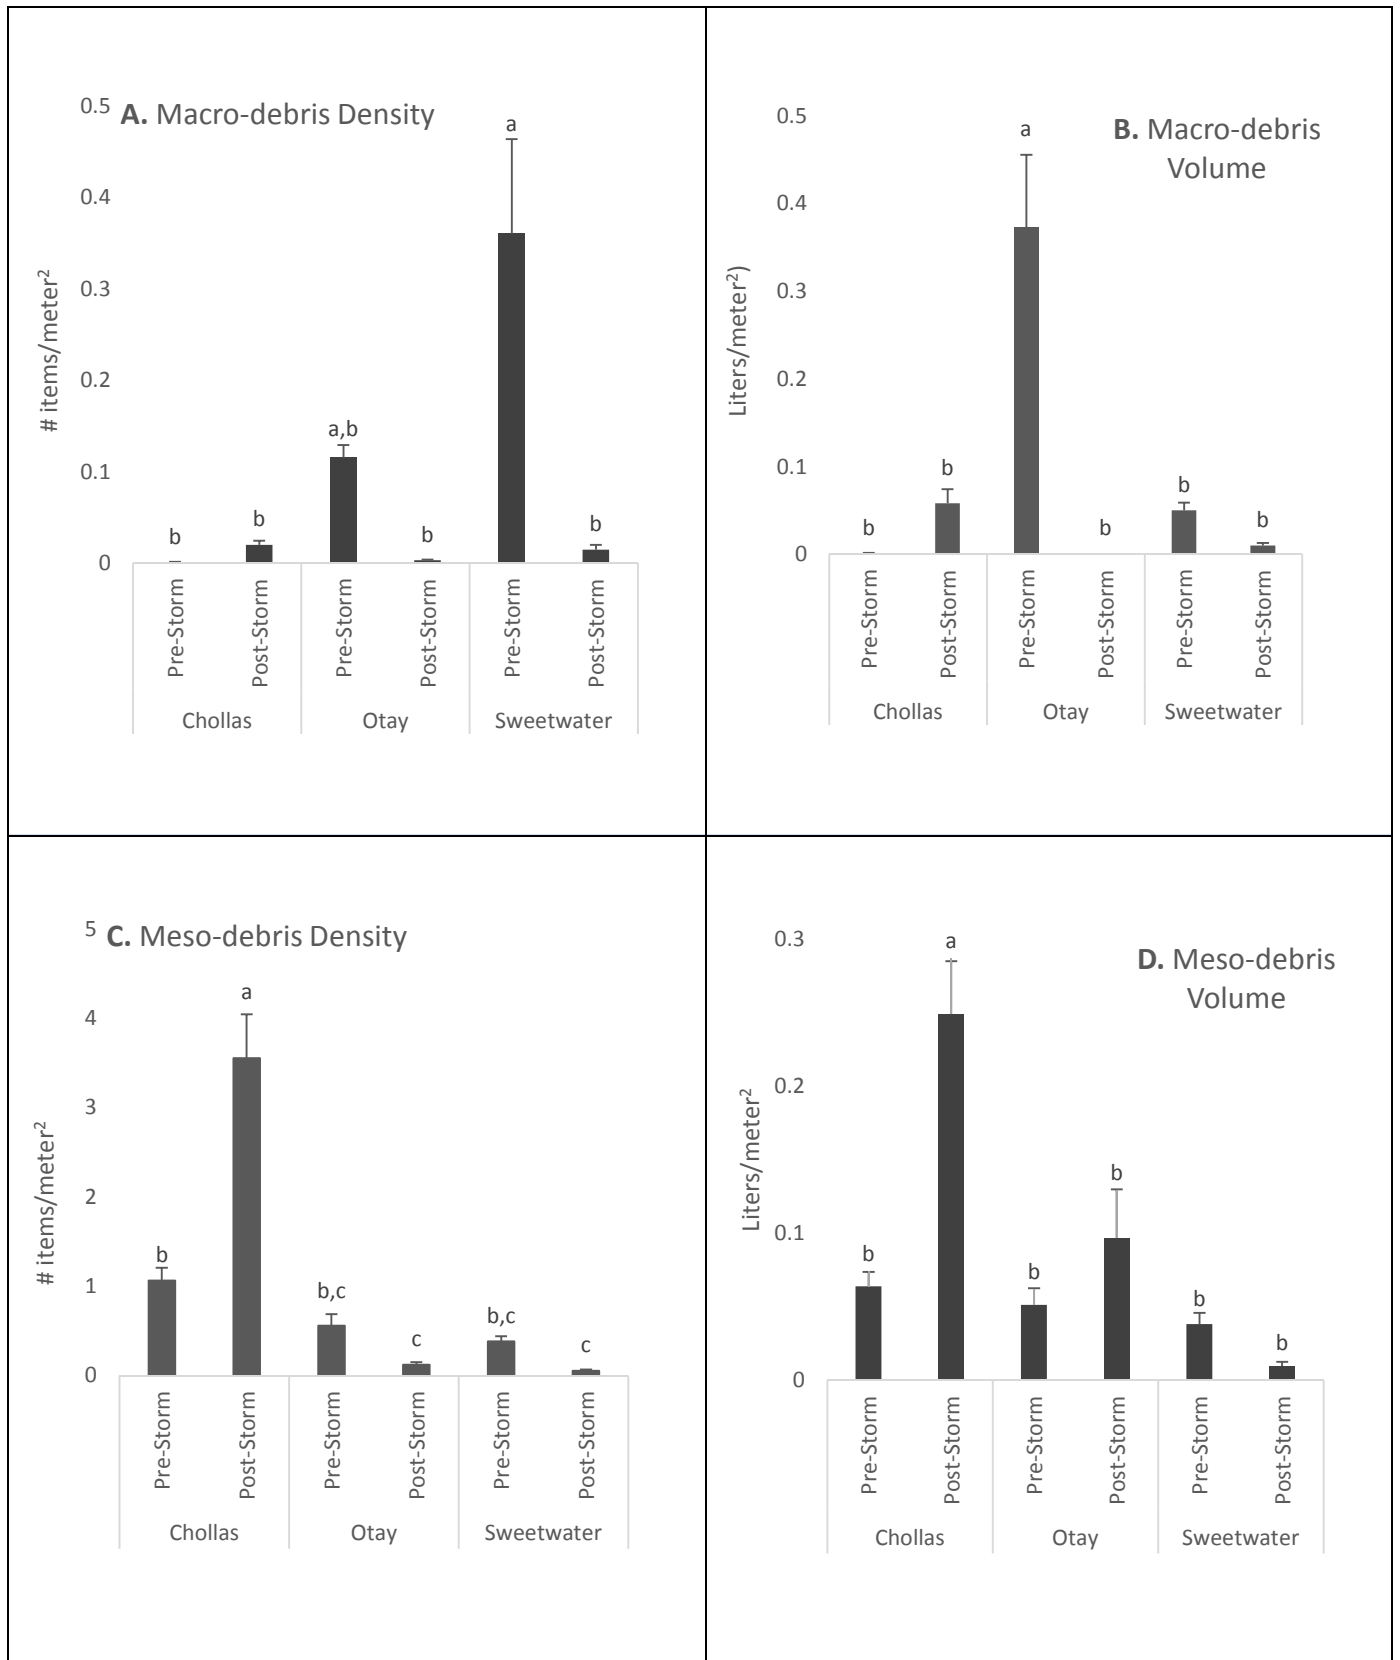 A. Macro-debris Density
# items/meter²
0.5
0.4
0.3
0.2
0.1
0
b
b
a,b
b
a
b
Pre-Storm
Post-Storm
Pre-Storm
Post-Storm
Pre-Storm
Post-Storm
Chollas
Otay
Sweetwater
B. Macro-debris
Volume
Liters/meter²)
0.5
0.4
0.3
0.2
0.1
0
b
b
a
b
b
b
Pre-Storm
Post-Storm
Pre-Storm
Post-Storm
Pre-Storm
Post-Storm
Chollas
Otay
Sweetwater
C. Meso-debris Density
# items/meter²
5
4
3
2
1
0
b
a
b,c
c
b,c
c
Pre-Storm
Post-Storm
Pre-Storm
Post-Storm
Pre-Storm
Post-Storm
Chollas
Otay
Sweetwater
D. Meso-debris
Volume
Liters/meter²
0.3
0.2
0.1
0
b
a
b
b
b
b
Pre-Storm
Post-Storm
Pre-Storm
Post-Storm
Pre-Storm
Post-Storm
Chollas
Otay
Sweetwater